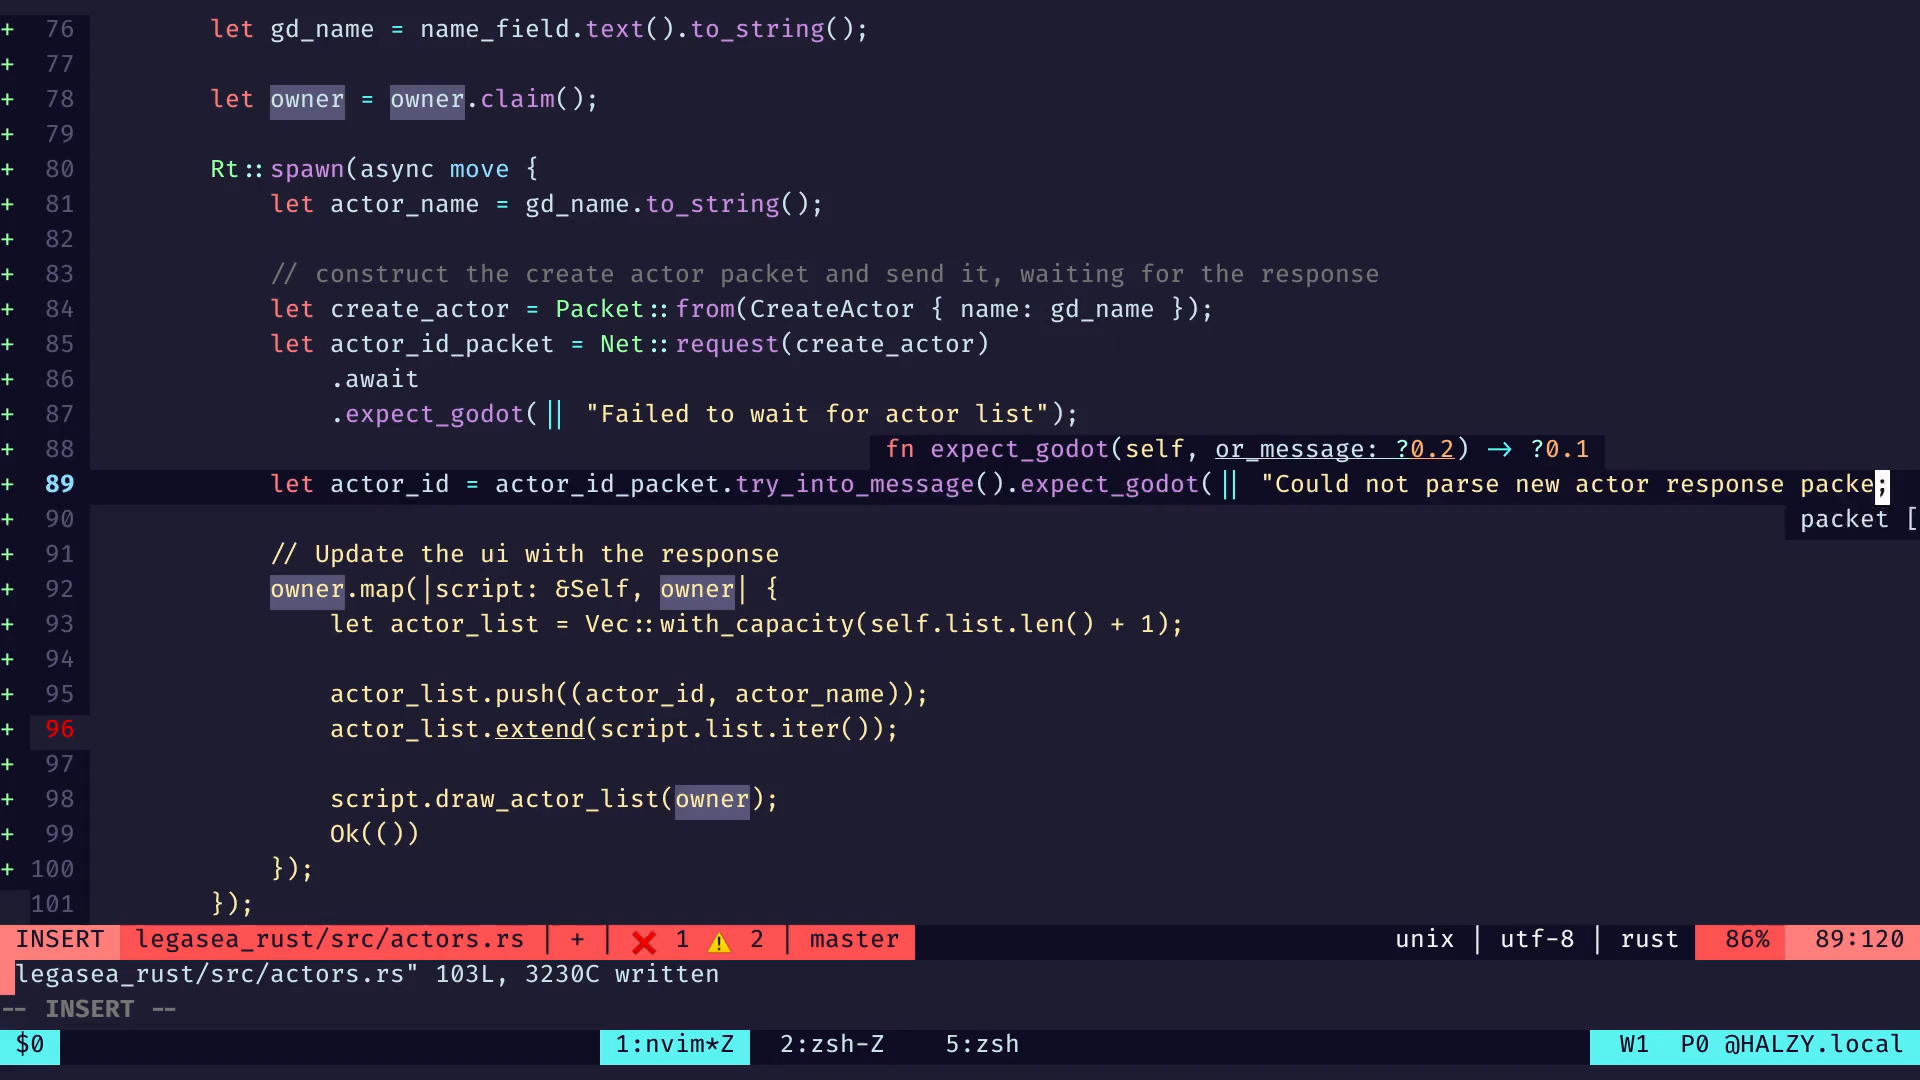 + 76         let gd_name = name_field.text().to_string();
+ 77
+ 78         let owner = owner.claim();
+ 79
+ 80         Rt::spawn(async move {
+ 81             let actor_name = gd_name.to_string();
+ 82
+ 83             // construct the create actor packet and send it, waiting for the response
+ 84             let create_actor = Packet::from(CreateActor { name: gd_name });
+ 85             let actor_id_packet = Net::request(create_actor)
+ 86                 .await
+ 87                 .expect_godot(|| "Failed to wait for actor list");
+ 88                                                     fn expect_godot(self, or_message: ?0.2) -> ?0.1
+ 89             let actor_id = actor_id_packet.try_into_message().expect_godot(|| "Could not parse new actor response packe;
+ 90                                                                                                                  packet [
+ 91             // Update the ui with the response
+ 92             owner.map(|script: &Self, owner| {
+ 93                 let actor_list = Vec::with_capacity(self.list.len() + 1);
+ 94
+ 95                 actor_list.push((actor_id, actor_name));
+ 96                 actor_list.extend(script.list.iter());
+ 97
+ 98                 script.draw_actor_list(owner);
+ 99                 Ok(())
+ 100             });
101         });
INSERT legasea_rust/src/actors.rs | + | ❌ 1 ⚠ 2 | master unix | utf-8 | rust 86% 89:120
legasea_rust/src/actors.rs" 103L, 3230C written
-- INSERT --
$0 1:nvim*Z 2:zsh-Z 5:zsh W1 P0 @HALZY.local